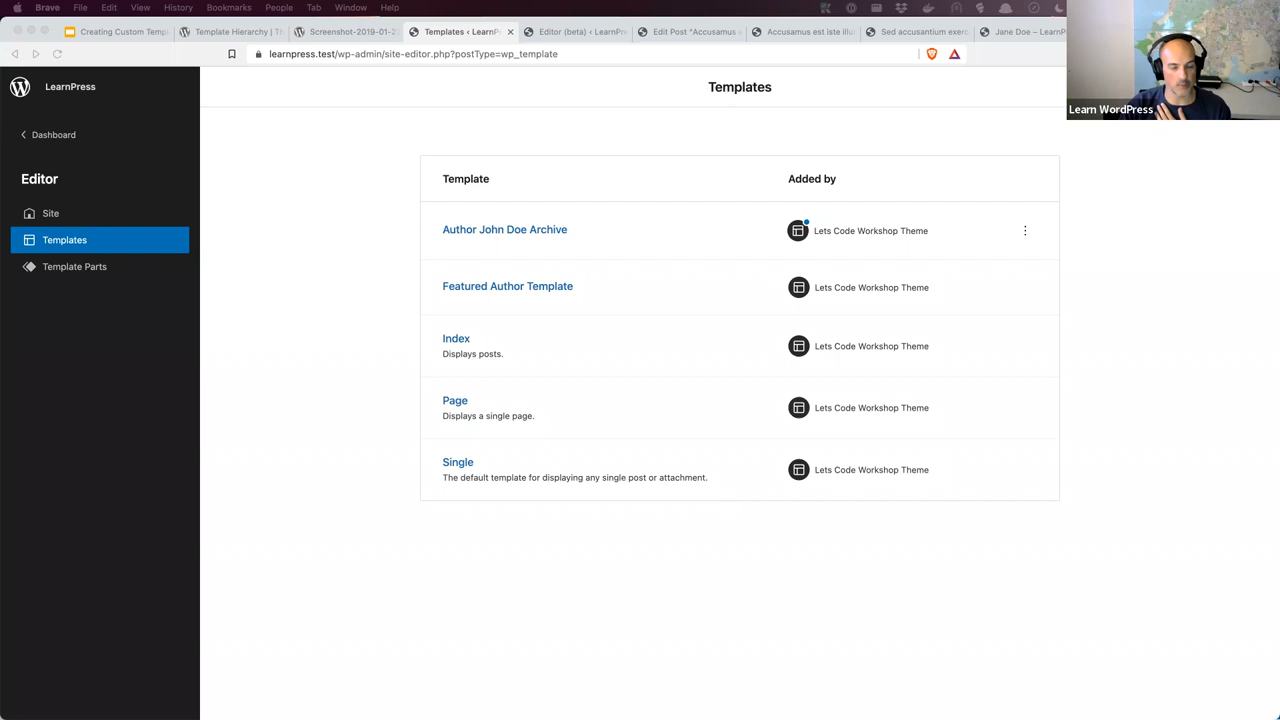 Brave File Edit View History Bookmarks People Tab Window Help
Creating Custom Temp
Template Hierarchy | Th
Screenshot-2019-01-2
Templates ‹ LearnP
Editor (beta) ‹ LearnPre
Edit Post "Accusamus e
Accusamus est iste illu
Sed accusantium exerc
Jane Doe – LearnP
learnpress.test/wp-admin/site-editor.php?postType=wp_template
Learn WordPress
LearnPress
Templates
Dashboard
Editor
Site
Templates
Template Parts
Template Added by
Author John Doe Archive Lets Code Workshop Theme
Featured Author Template Lets Code Workshop Theme
Index Lets Code Workshop Theme
Displays posts.
Page Lets Code Workshop Theme
Displays a single page.
Single Lets Code Workshop Theme
The default template for displaying any single post or attachment.